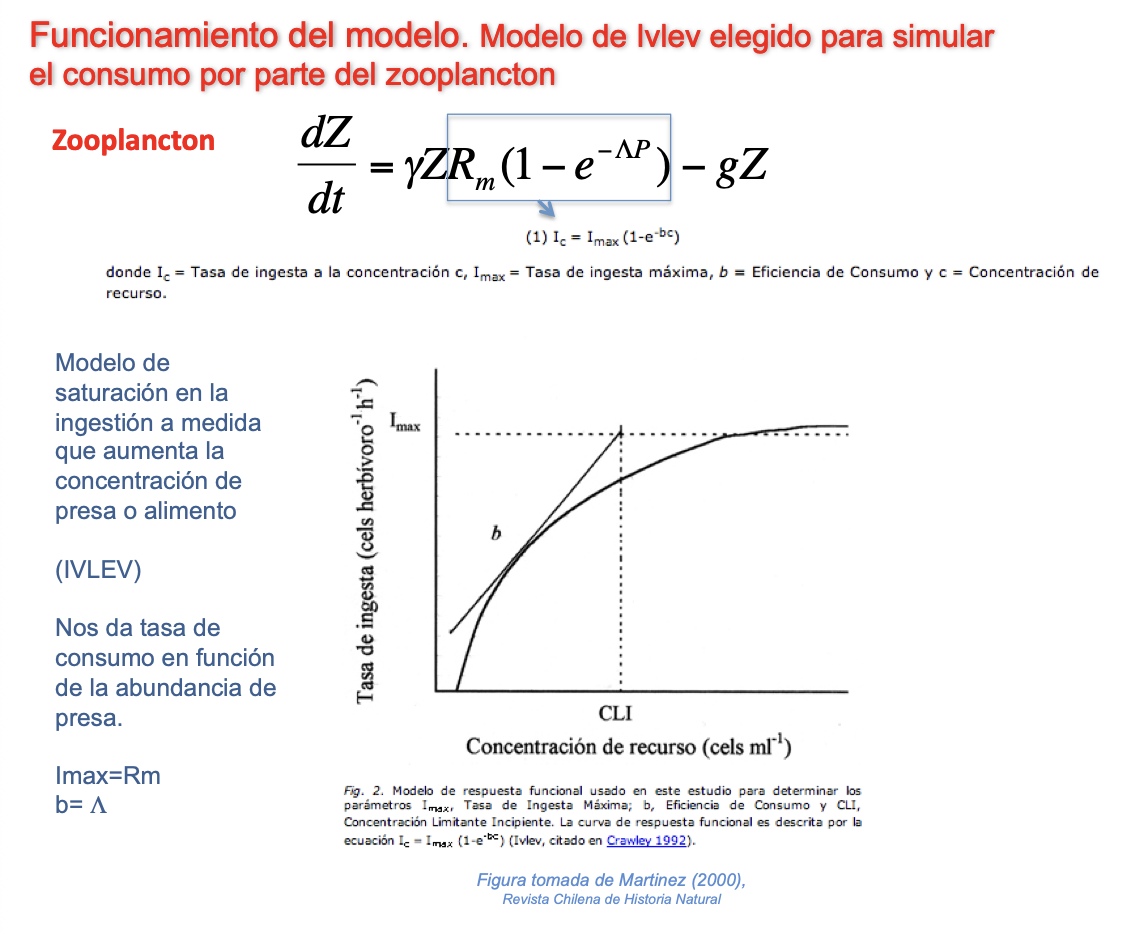 Funcionamiento del modelo. Modelo de Ivlev elegido para simular
el consumo por parte del zooplancton
Zooplancton
dZ/dt = γZR_m(1 − e^{−ΛP}) − gZ
(1) I_c = I_max (1-e^{-bc})
donde I_c = Tasa de ingesta a la concentración c, I_max = Tasa de ingesta máxima, b = Eficiencia de Consumo y c = Concentración de
recurso.
Modelo de
saturación en la
ingestión a medida
que aumenta la
concentración de
presa o alimento
(IVLEV)
Nos da tasa de
consumo en función
de la abundancia de
presa.
Imax=Rm
b= Λ
Tasa de ingesta (cels herbívoro^{-1} h^{-1})
I_max
b
CLI
Concentración de recurso (cels ml^{-1})
Fig. 2. Modelo de respuesta funcional usado en este estudio para determinar los
parámetros I_max, Tasa de Ingesta Máxima; b, Eficiencia de Consumo y CLI,
Concentración Limitante Incipiente. La curva de respuesta funcional es descrita por la
ecuación I_c = I_max (1-e^{-bc}) (Ivlev, citado en Crawley 1992).
Figura tomada de Martinez (2000),
Revista Chilena de Historia Natural